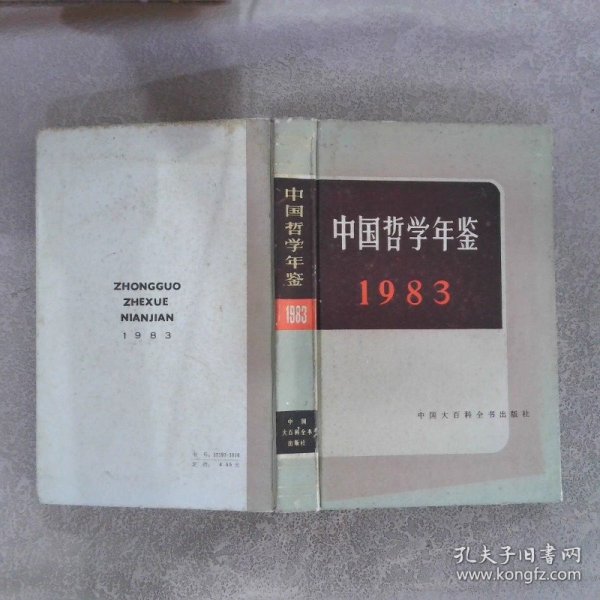 ZHONGGUO
ZHEXUE
NIANJIAN
1983
中国哲学年鉴
1983
中国
大百科全书
出版社
中国哲学年鉴
1983
中国大百科全书出版社
孔夫子旧书网
www.kongfz.com